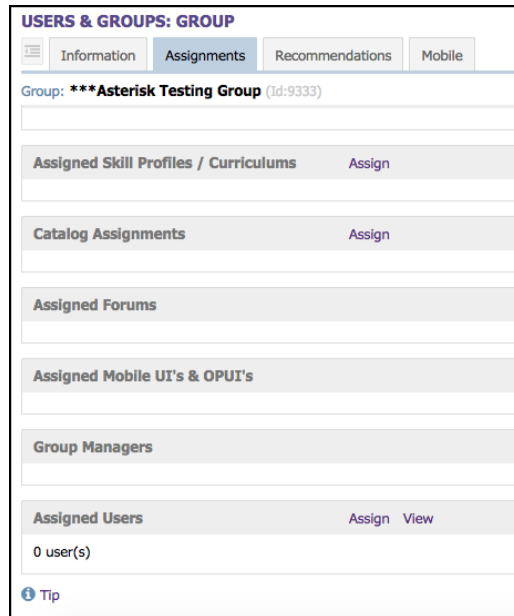 USERS & GROUPS: GROUP
Information Assignments Recommendations Mobile
Group: ***Asterisk Testing Group (Id:9333)
Assigned Skill Profiles / Curriculums Assign
Catalog Assignments Assign
Assigned Forums
Assigned Mobile UI's & OPUI's
Group Managers
Assigned Users Assign View
0 user(s)
Tip